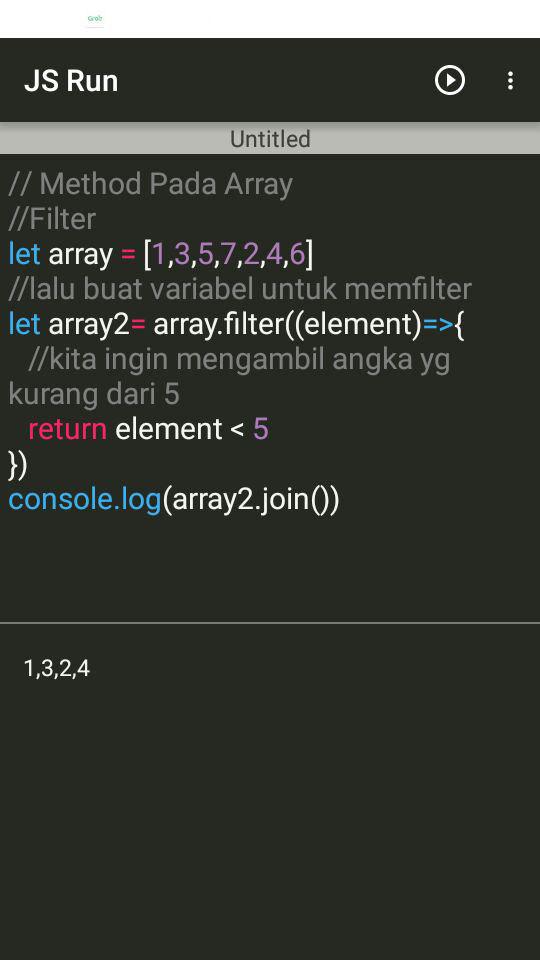 Grab
JS Run
Untitled
// Method Pada Array
//Filter
let array = [1,3,5,7,2,4,6]
//lalu buat variabel untuk memfilter
let array2= array.filter((element)=>{
//kita ingin mengambil angka yg
kurang dari 5
return element < 5
})
console.log(array2.join())
1,3,2,4